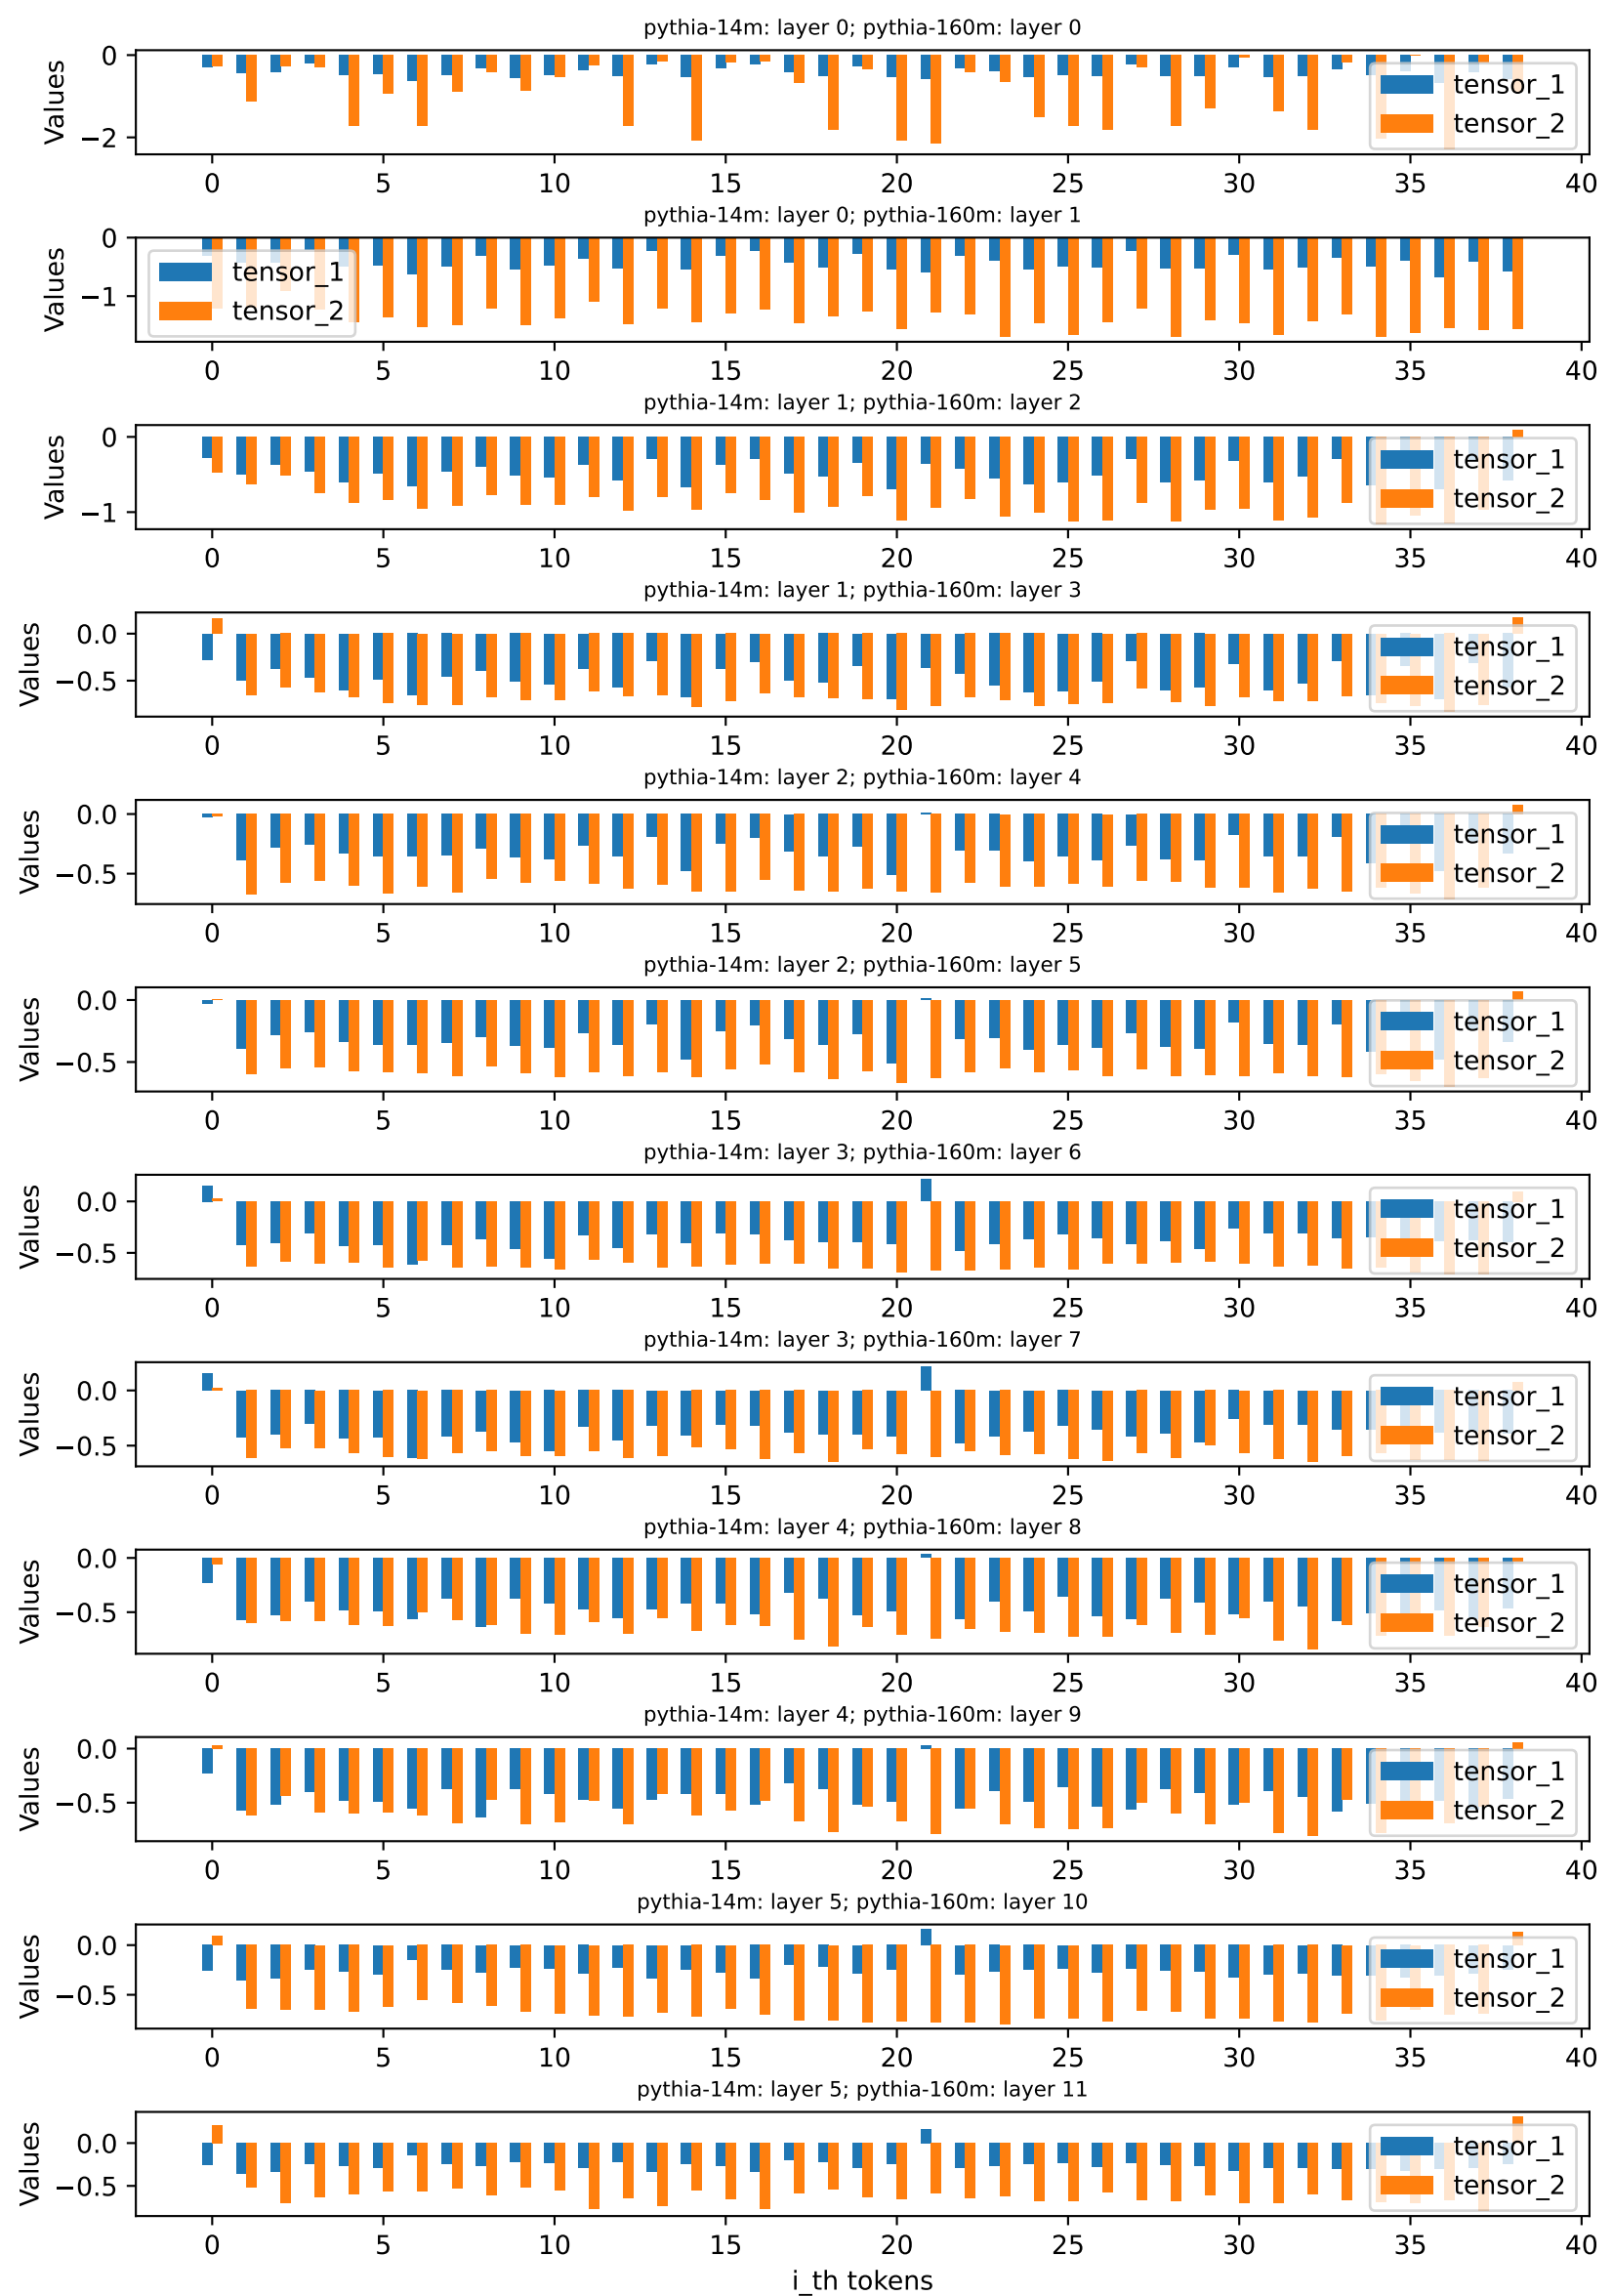 pythia-14m: layer 0; pythia-160m: layer 0
Values
0
−2
tensor_1
tensor_2
0 5 10 15 20 25 30 35 40
pythia-14m: layer 0; pythia-160m: layer 1
Values
0
−1
tensor_1
tensor_2
0 5 10 15 20 25 30 35 40
pythia-14m: layer 1; pythia-160m: layer 2
Values
0
−1
tensor_1
tensor_2
0 5 10 15 20 25 30 35 40
pythia-14m: layer 1; pythia-160m: layer 3
Values
0.0
−0.5
tensor_1
tensor_2
0 5 10 15 20 25 30 35 40
pythia-14m: layer 2; pythia-160m: layer 4
Values
0.0
−0.5
tensor_1
tensor_2
0 5 10 15 20 25 30 35 40
pythia-14m: layer 2; pythia-160m: layer 5
Values
0.0
−0.5
tensor_1
tensor_2
0 5 10 15 20 25 30 35 40
pythia-14m: layer 3; pythia-160m: layer 6
Values
0.0
−0.5
tensor_1
tensor_2
0 5 10 15 20 25 30 35 40
pythia-14m: layer 3; pythia-160m: layer 7
Values
0.0
−0.5
tensor_1
tensor_2
0 5 10 15 20 25 30 35 40
pythia-14m: layer 4; pythia-160m: layer 8
Values
0.0
−0.5
tensor_1
tensor_2
0 5 10 15 20 25 30 35 40
pythia-14m: layer 4; pythia-160m: layer 9
Values
0.0
−0.5
tensor_1
tensor_2
0 5 10 15 20 25 30 35 40
pythia-14m: layer 5; pythia-160m: layer 10
Values
0.0
−0.5
tensor_1
tensor_2
0 5 10 15 20 25 30 35 40
pythia-14m: layer 5; pythia-160m: layer 11
Values
0.0
−0.5
tensor_1
tensor_2
0 5 10 15 20 25 30 35 40
i_th tokens